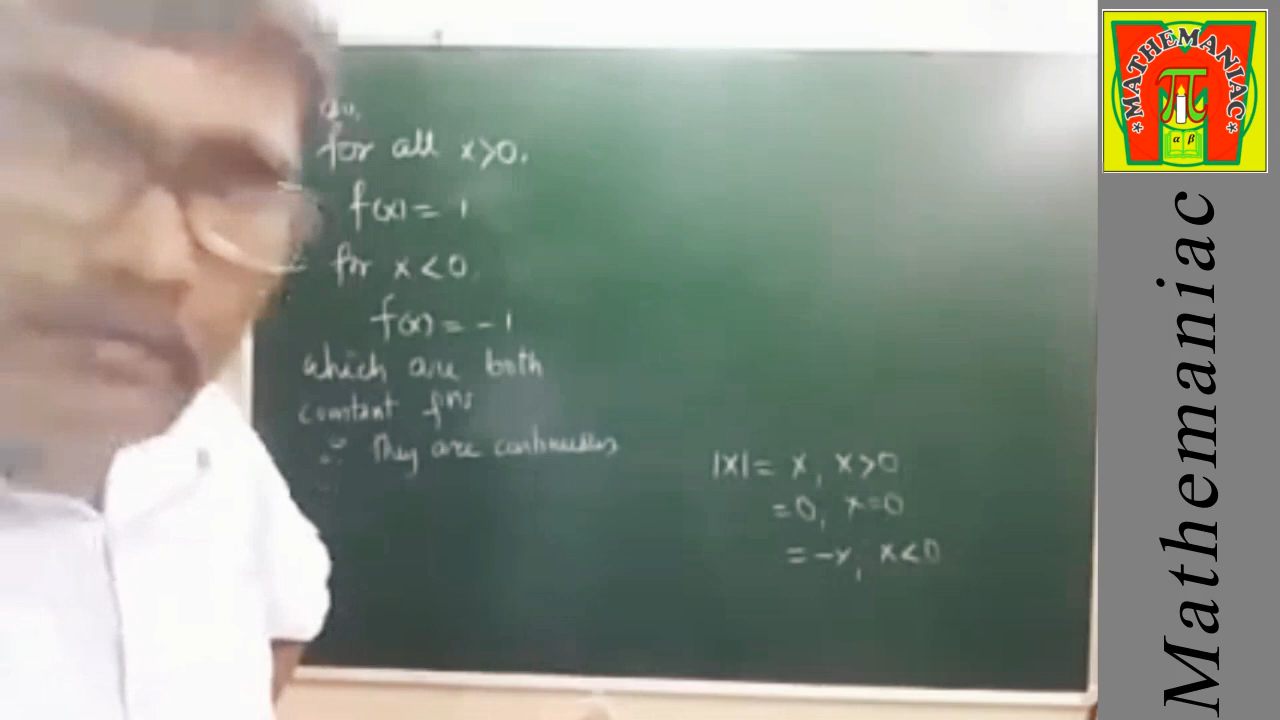 for all x>0.
f(x) = 1
for x<0
f(x) = -1
which are both
constant fns
∴ They are continuous
|x| = x, x>0
= 0, x=0
= -x, x<0
MATHEMANIAC
π
α β
Mathemaniac